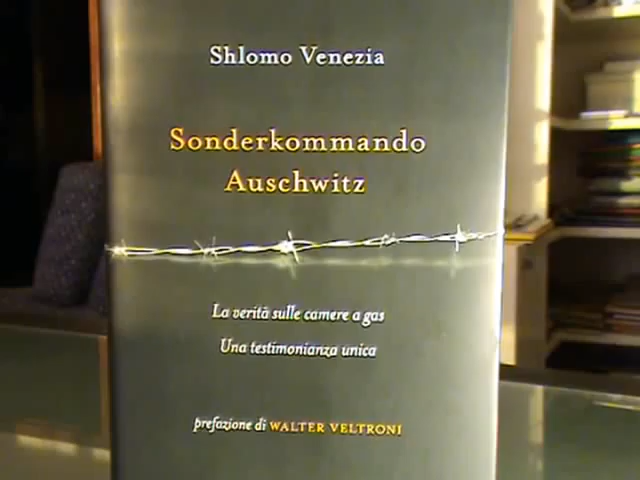 Shlomo Venezia
Sonderkommando
Auschwitz
La verità sulle camere a gas
Una testimonianza unica
prefazione di WALTER VELTRONI